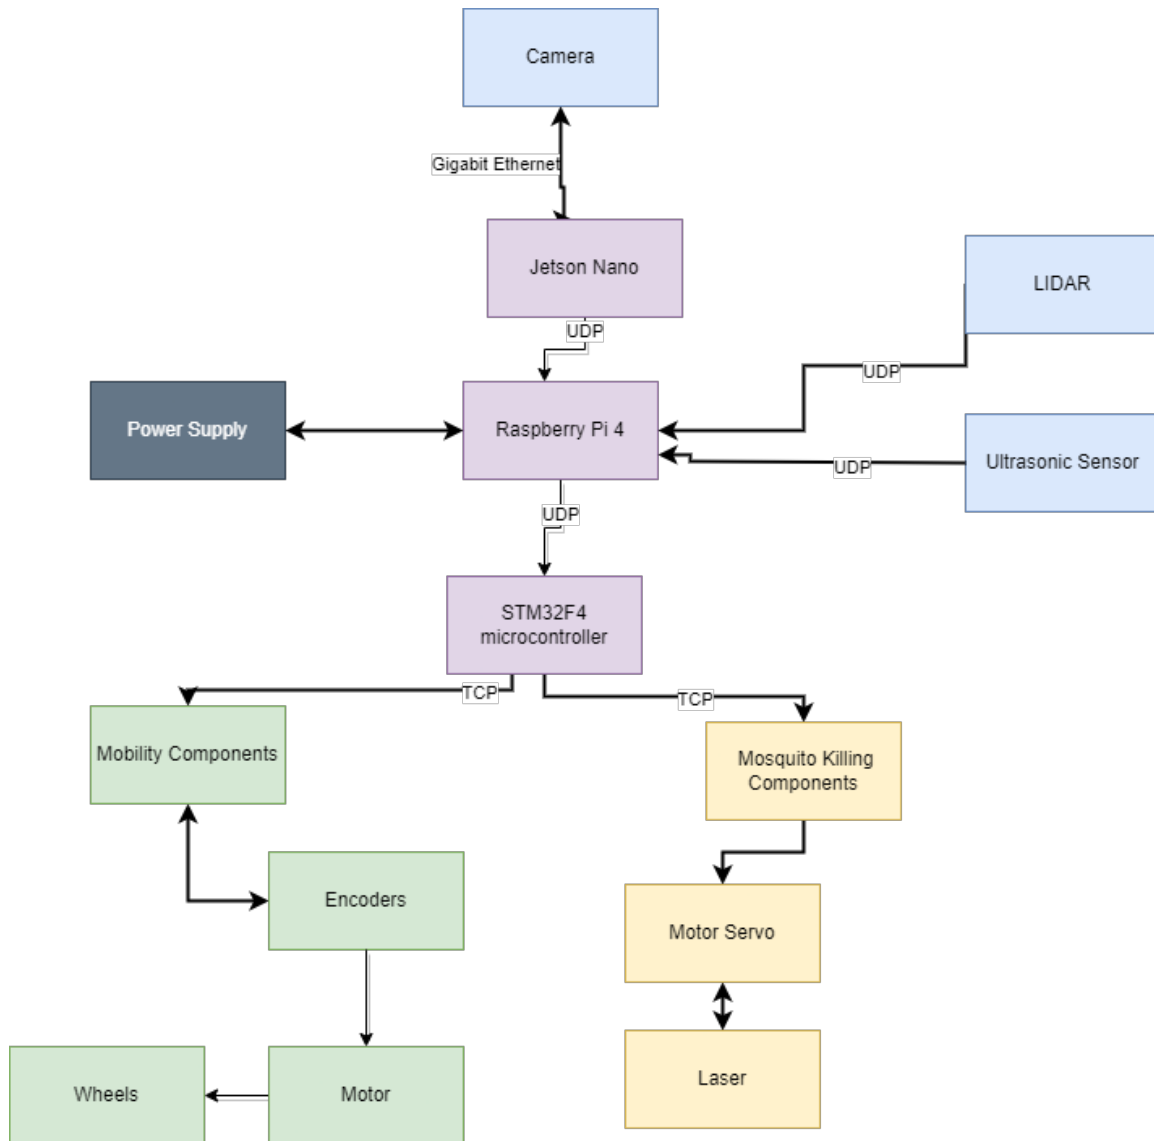 Camera
Gigabit Ethernet
Jetson Nano
UDP
LIDAR
UDP
Power Supply
Raspberry Pi 4
Ultrasonic Sensor
UDP
UDP
STM32F4
microcontroller
TCP
TCP
Mobility Components
Mosquito Killing
Components
Encoders
Motor Servo
Laser
Wheels
Motor